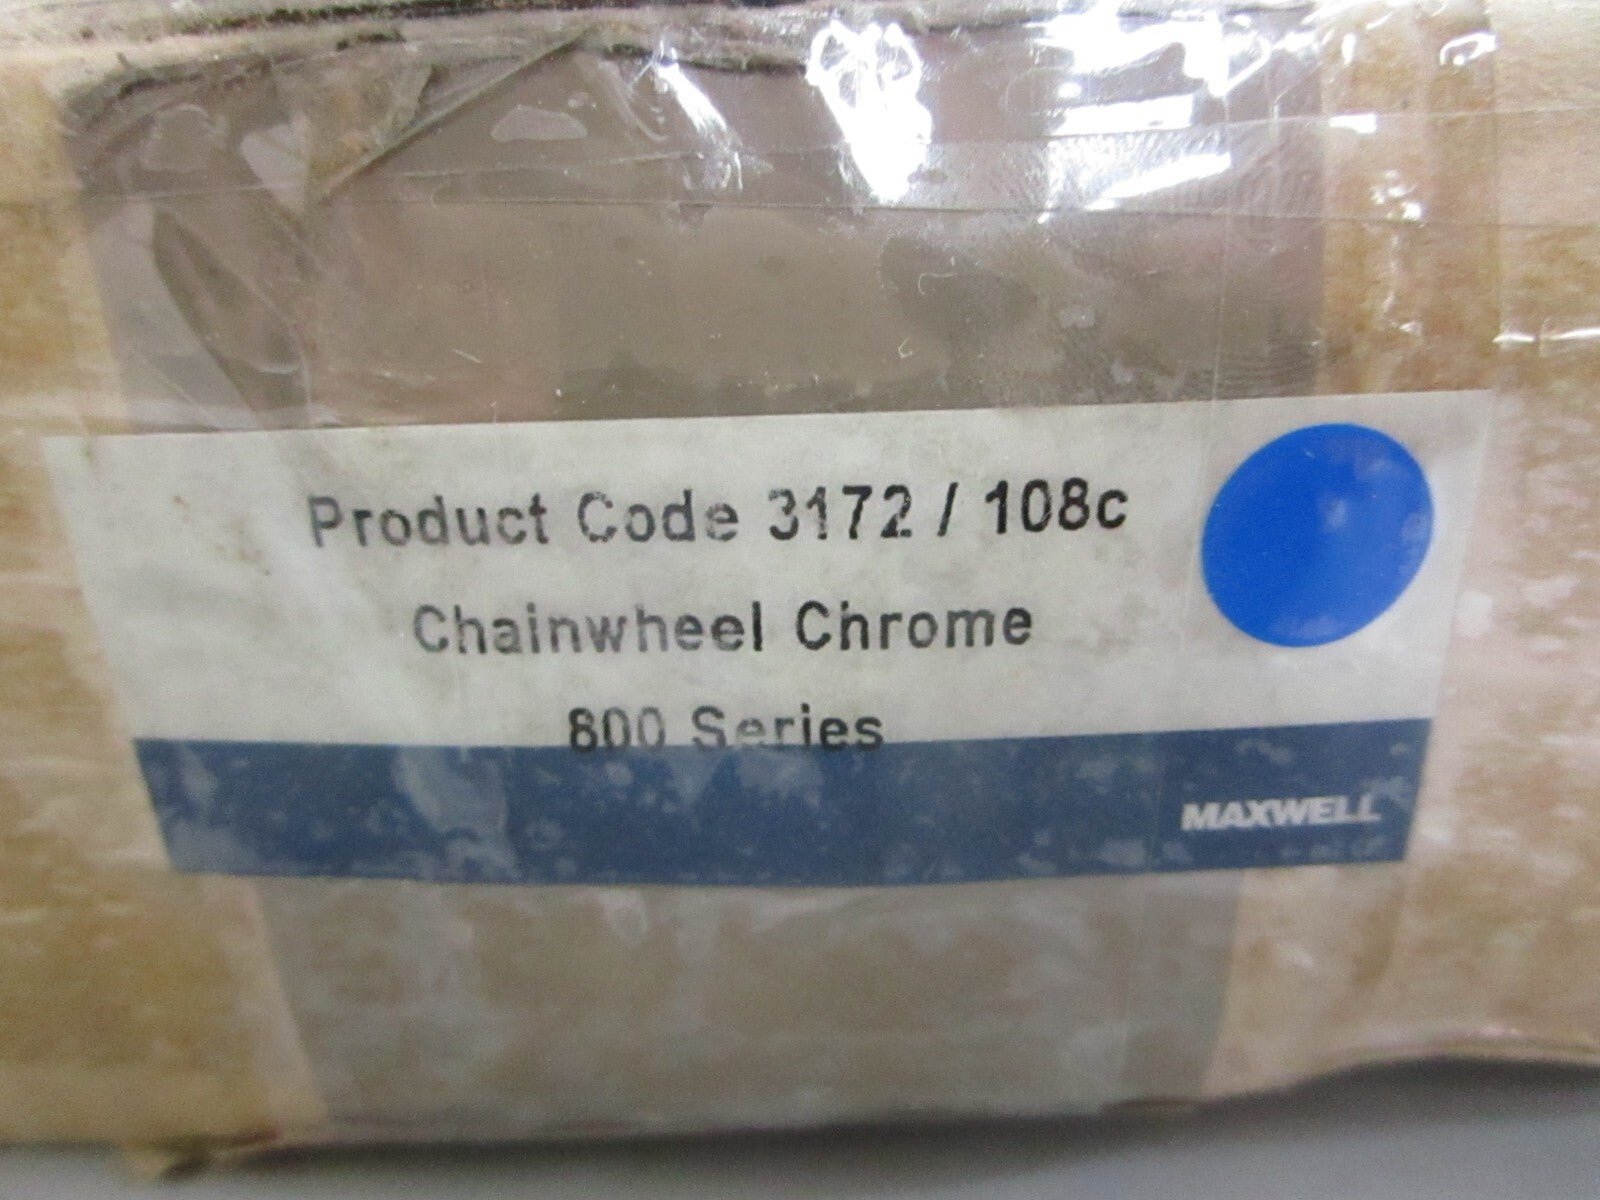 Product Code 3172 / 108c
Chainwheel Chrome
800 Series
MAXWELL